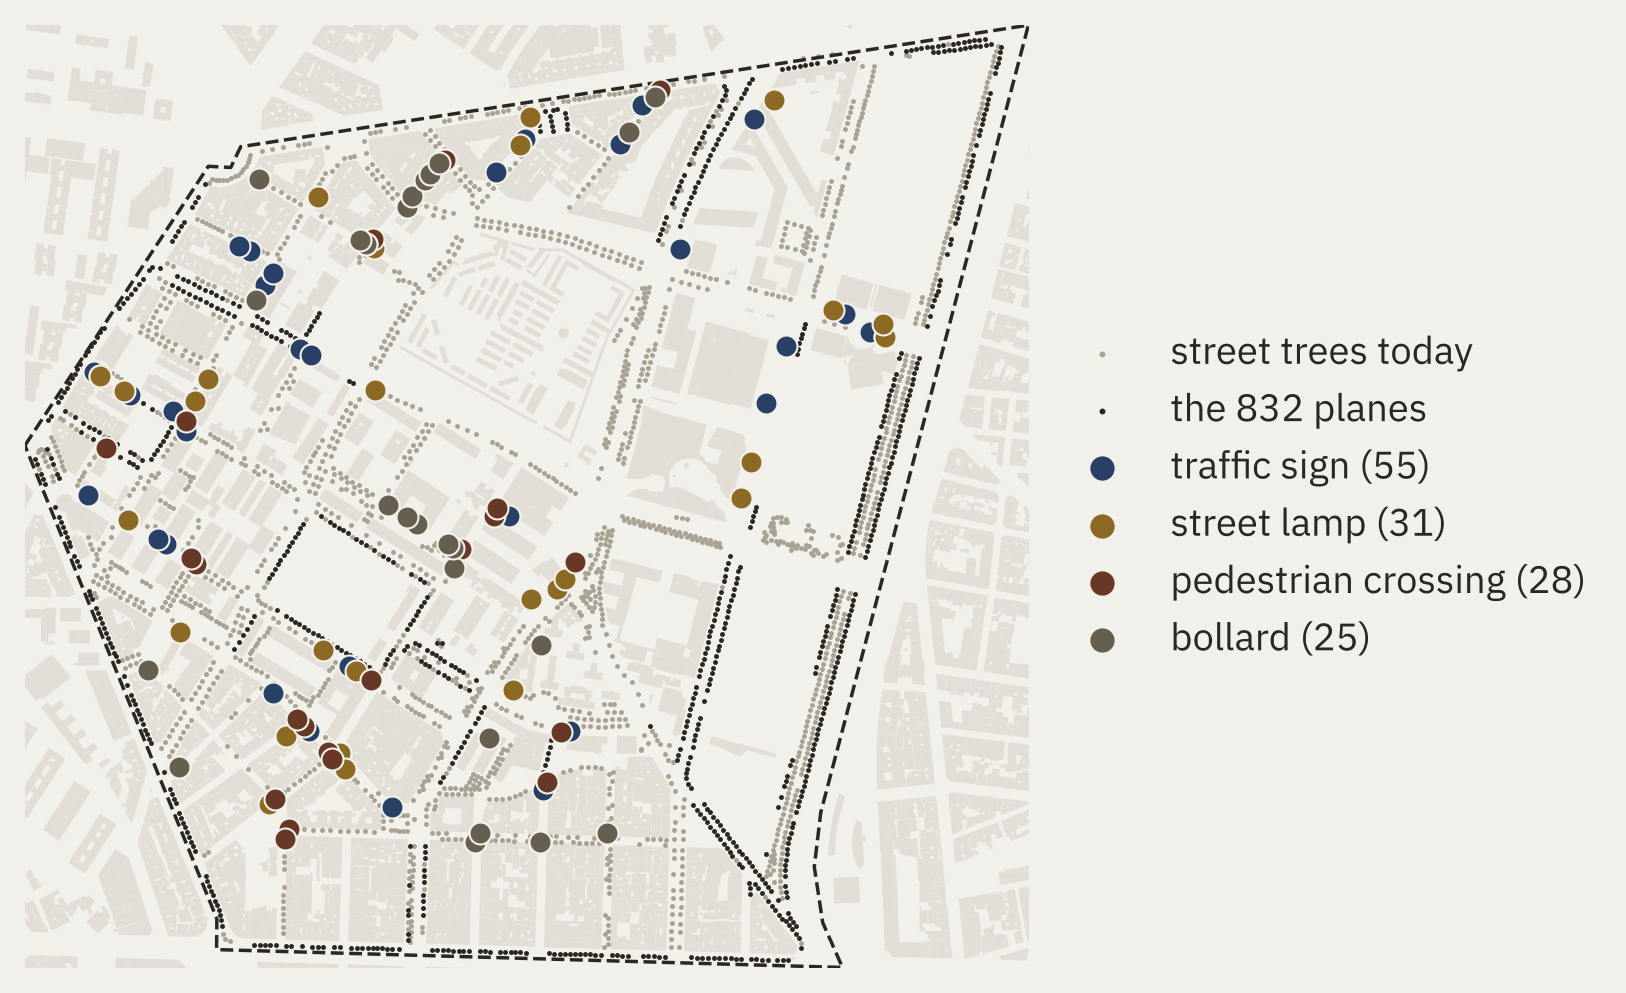 street trees today
the 832 planes
traffic sign (55)
street lamp (31)
pedestrian crossing (28)
bollard (25)